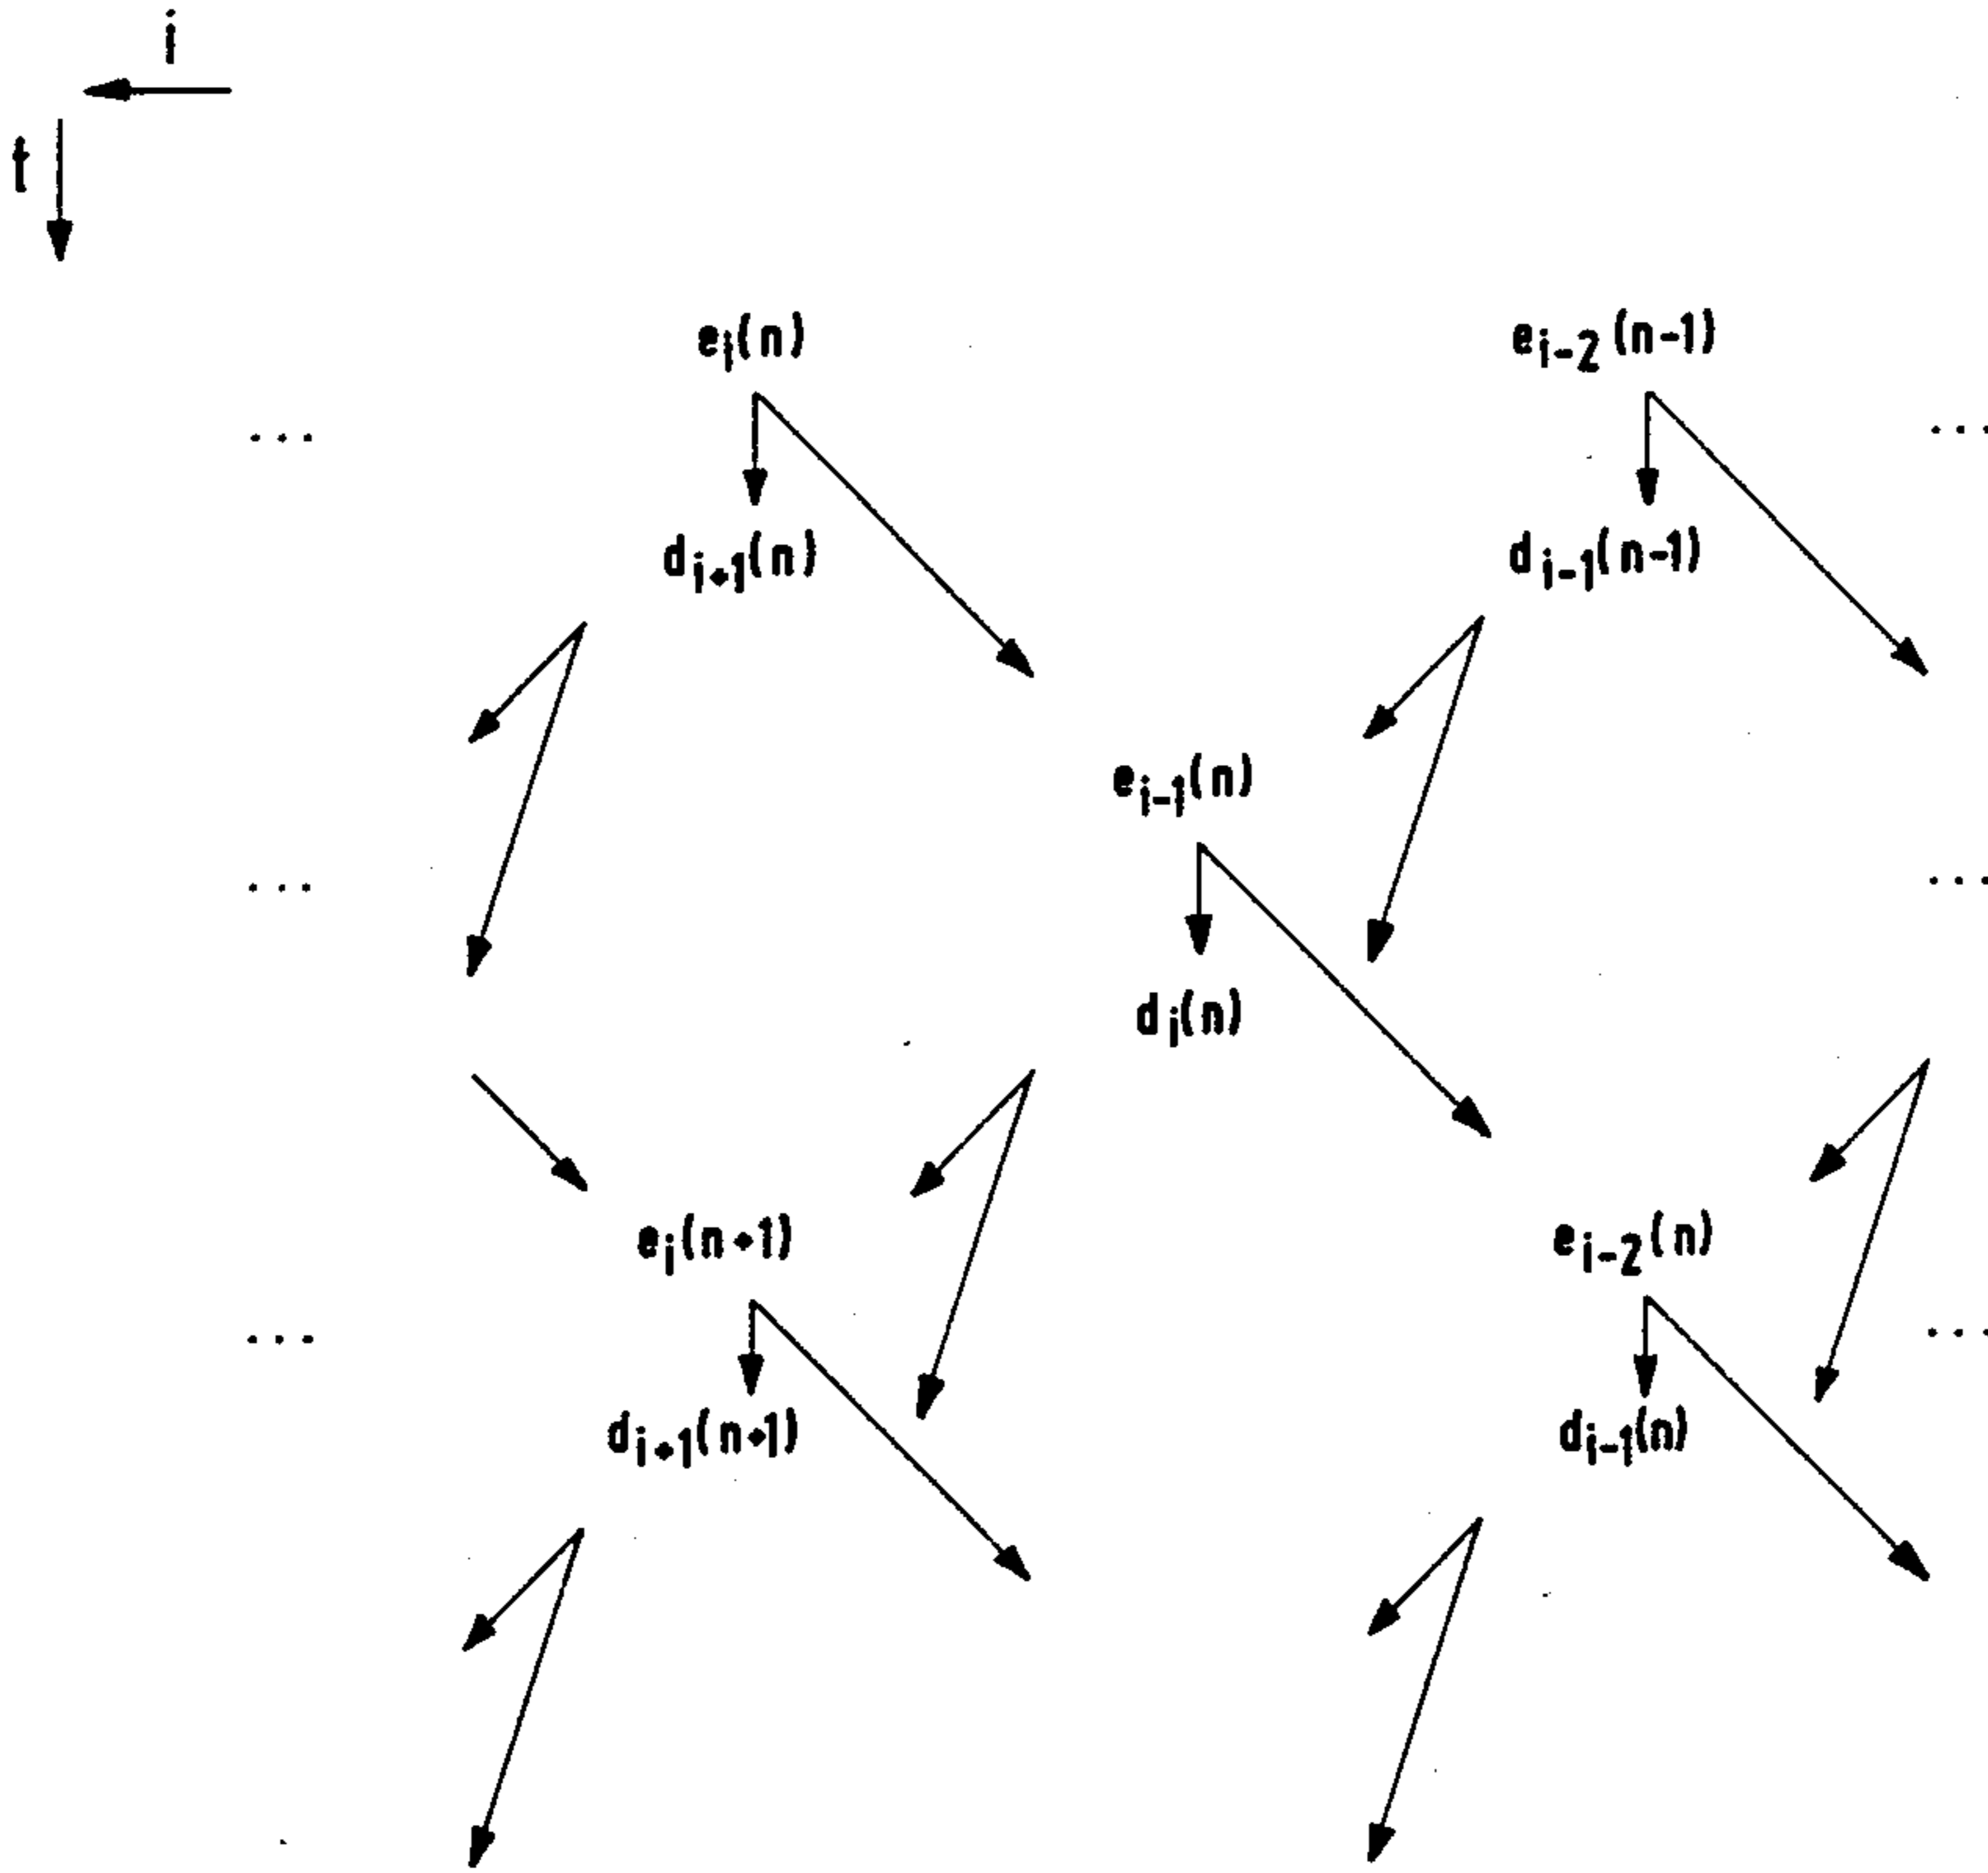 i
t
e_i(n) e_{i-2}(n-1)
... ...
d_{i+1}(n) d_{i-1}(n-1)
e_{i-1}(n)
... ...
d_i(n)
e_i(n+1) e_{i-2}(n)
... ...
d_{i+1}(n+1) d_{i-1}(n)